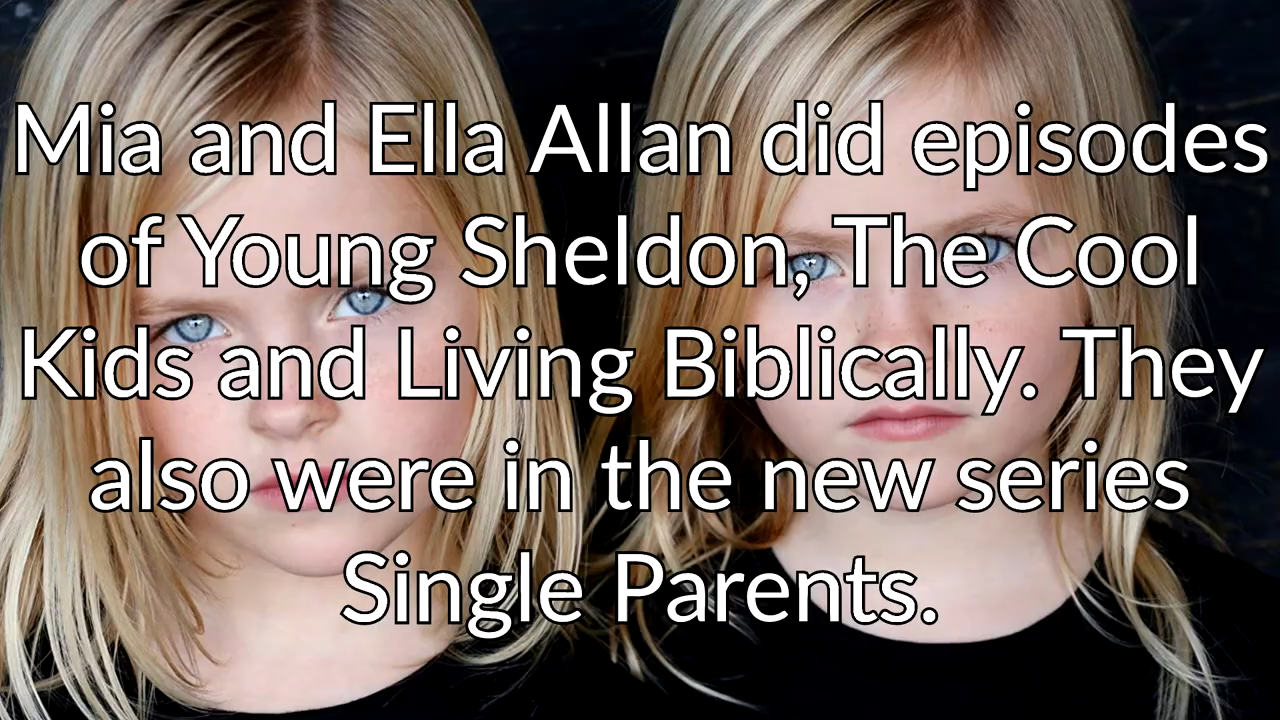 Mia and Ella Allan did episodes
of Young Sheldon, The Cool
Kids and Living Biblically. They
also were in the new series
Single Parents.